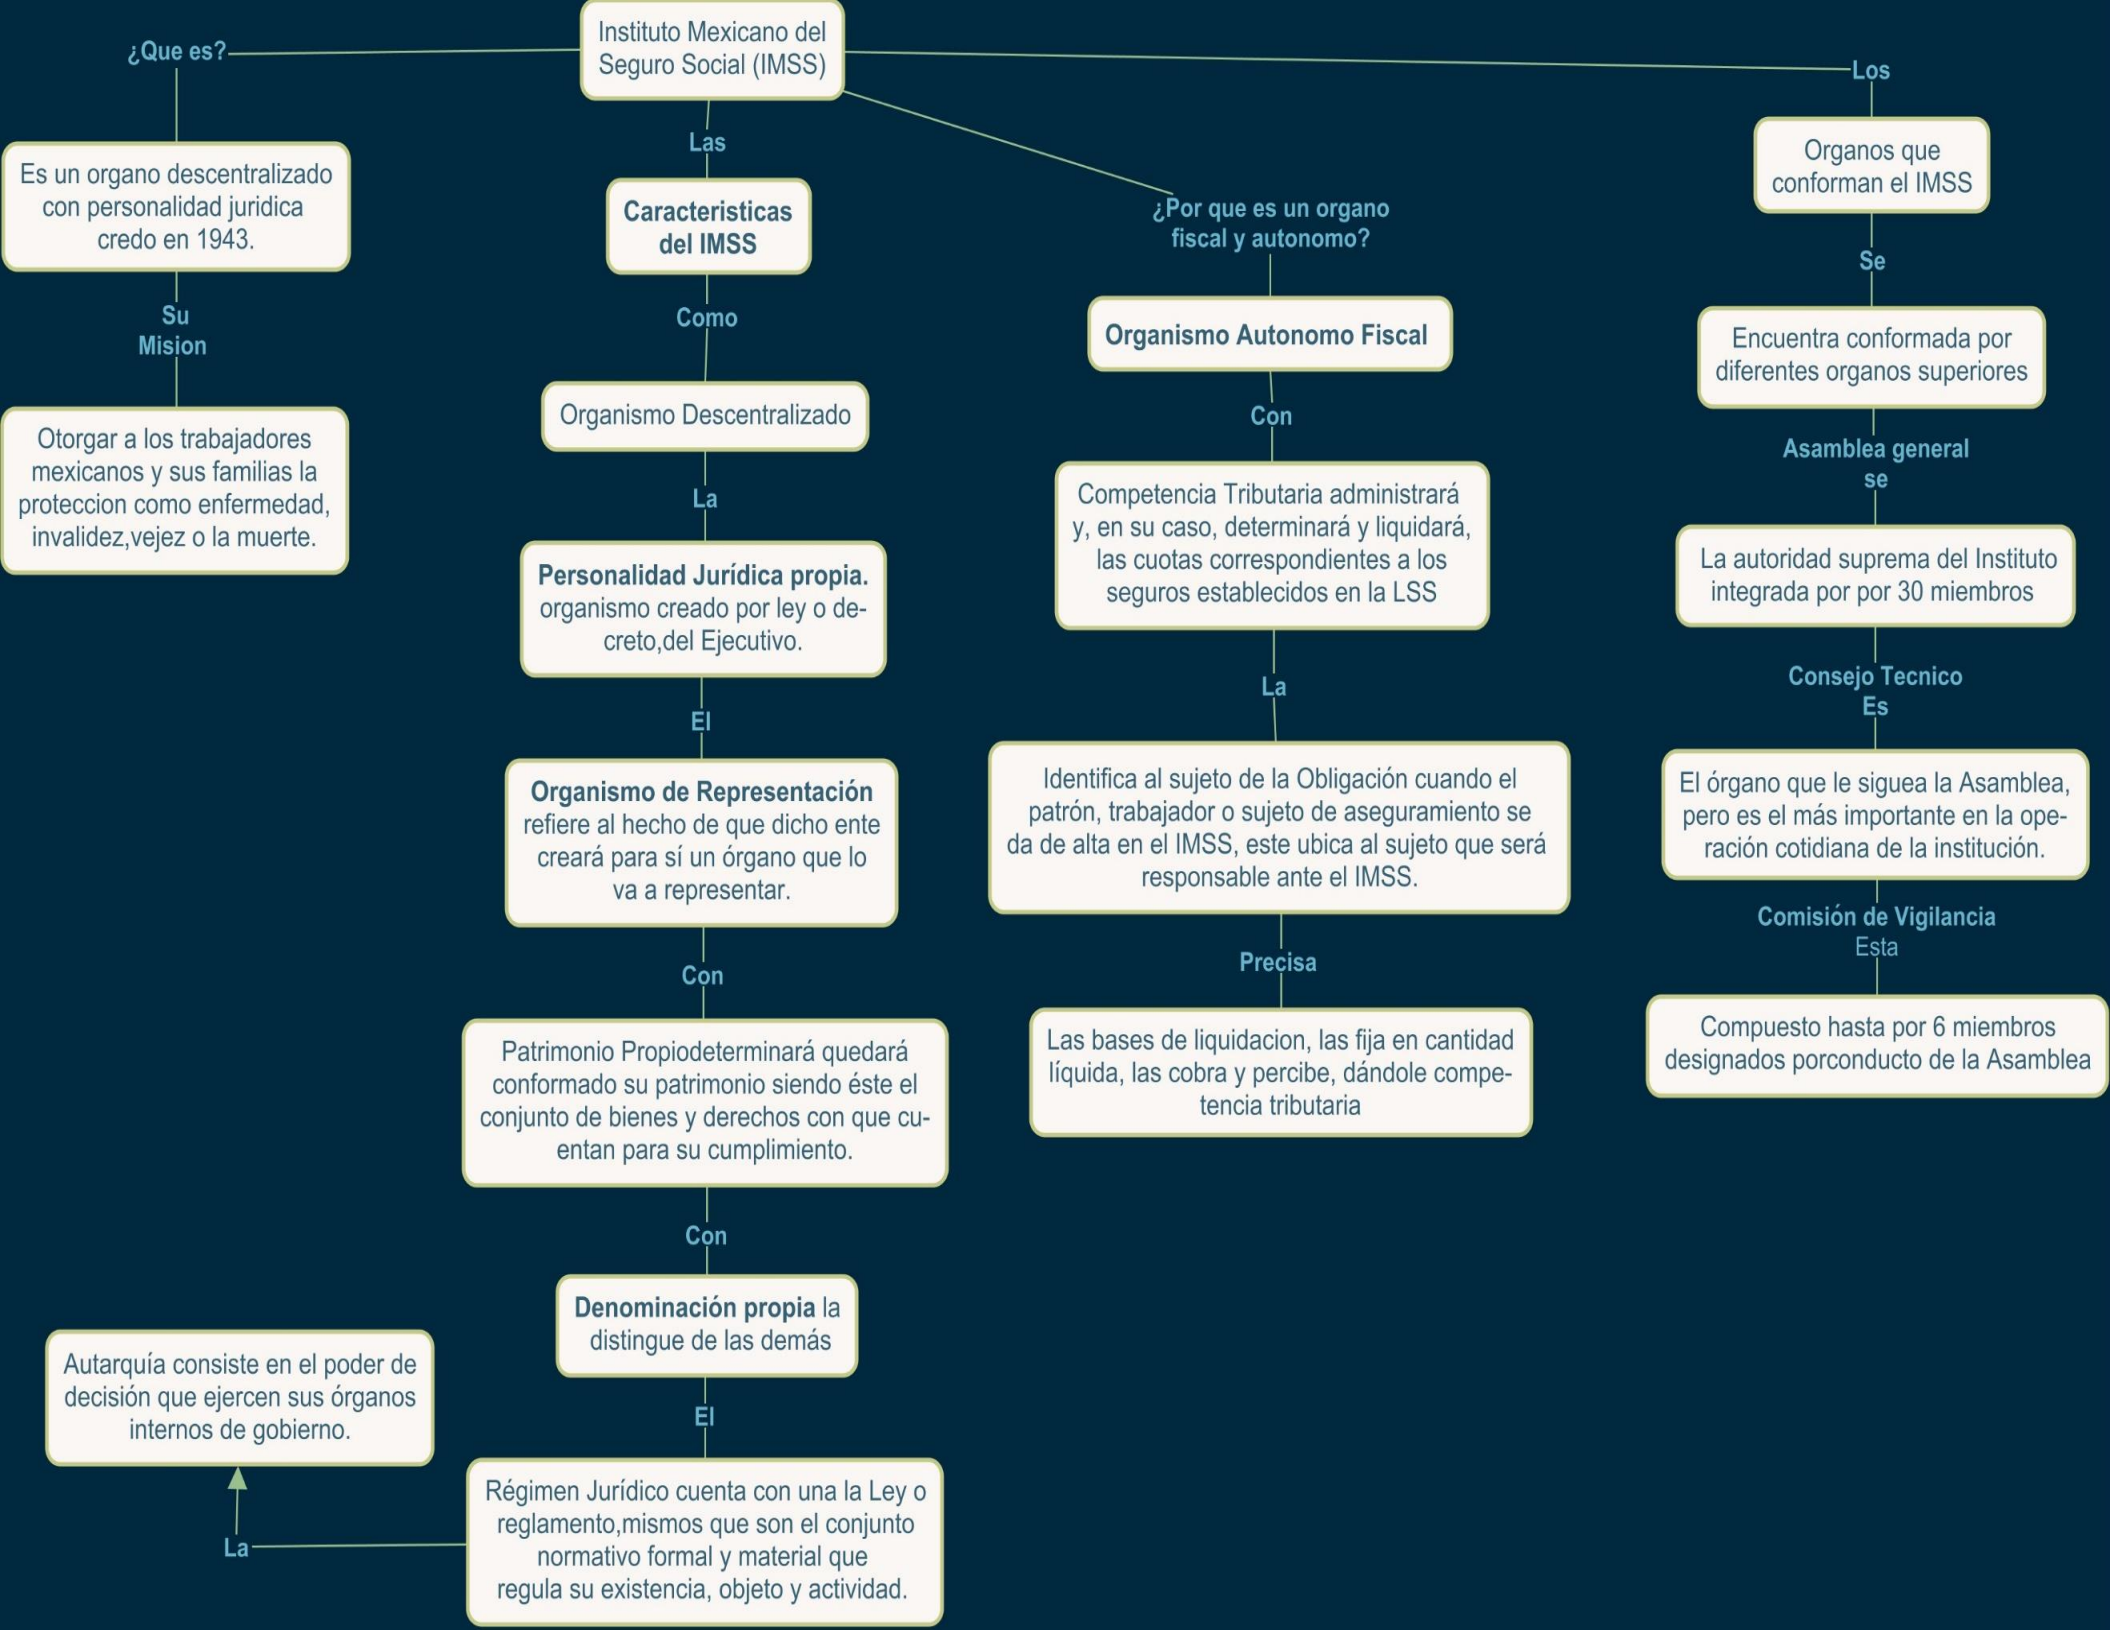 Instituto Mexicano del
Seguro Social (IMSS)
¿Que es?
Es un organo descentralizado
con personalidad juridica
credo en 1943.
Su
Mision
Otorgar a los trabajadores
mexicanos y sus familias la
proteccion como enfermedad,
invalidez,vejez o la muerte.
Las
Caracteristicas
del IMSS
Como
Organismo Descentralizado
La
Personalidad Jurídica propia.
organismo creado por ley o de-
creto,del Ejecutivo.
El
Organismo de Representación
refiere al hecho de que dicho ente
creará para sí un órgano que lo
va a representar.
Con
Patrimonio Propiodeterminará quedará
conformado su patrimonio siendo éste el
conjunto de bienes y derechos con que cu-
entan para su cumplimiento.
Con
Denominación propia la
distingue de las demás
El
Régimen Jurídico cuenta con una la Ley o
reglamento,mismos que son el conjunto
normativo formal y material que
regula su existencia, objeto y actividad.
La
Autarquía consiste en el poder de
decisión que ejercen sus órganos
internos de gobierno.
¿Por que es un organo
fiscal y autonomo?
Organismo Autonomo Fiscal
Con
Competencia Tributaria administrará
y, en su caso, determinará y liquidará,
las cuotas correspondientes a los
seguros establecidos en la LSS
La
Identifica al sujeto de la Obligación cuando el
patrón, trabajador o sujeto de aseguramiento se
da de alta en el IMSS, este ubica al sujeto que será
responsable ante el IMSS.
Precisa
Las bases de liquidacion, las fija en cantidad
líquida, las cobra y percibe, dándole compe-
tencia tributaria
Los
Organos que
conforman el IMSS
Se
Encuentra conformada por
diferentes organos superiores
Asamblea general
se
La autoridad suprema del Instituto
integrada por por 30 miembros
Consejo Tecnico
Es
El órgano que le siguea la Asamblea,
pero es el más importante en la ope-
ración cotidiana de la institución.
Comisión de Vigilancia
Esta
Compuesto hasta por 6 miembros
designados porconducto de la Asamblea